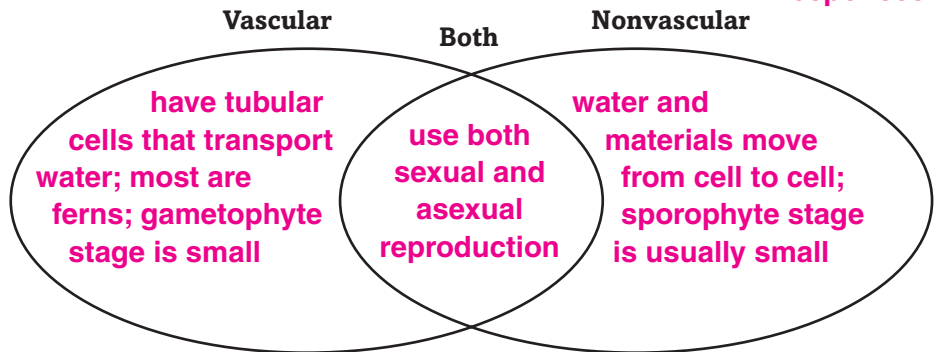 Vascular
Both
Nonvascular
have tubular
cells that transport
water; most are
ferns; gametophyte
stage is small
use both
sexual and
asexual
reproduction
water and
materials move
from cell to cell;
sporophyte stage
is usually small